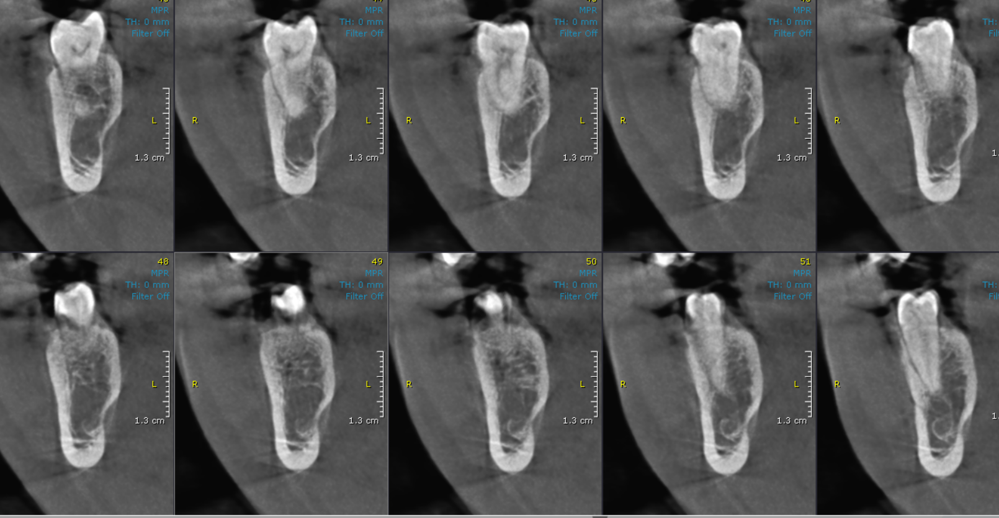 MPR
TH: 0 mm
Filter Off
L
1.3 cm
MPR
TH: 0 mm
Filter Off
R
L
1.3 cm
MPR
TH: 0 mm
Filter Off
R
L
1.3 cm
MPR
TH: 0 mm
Filter Off
R
L
1.3 cm
TH:
R
48
MPR
TH: 0 mm
Filter Off
L
1.3 cm
49
MPR
TH: 0 mm
Filter Off
R
L
1.3 cm
50
MPR
TH: 0 mm
Filter Off
R
L
1.3 cm
51
MPR
TH: 0 mm
Filter Off
R
L
1.3 cm
TH:
R